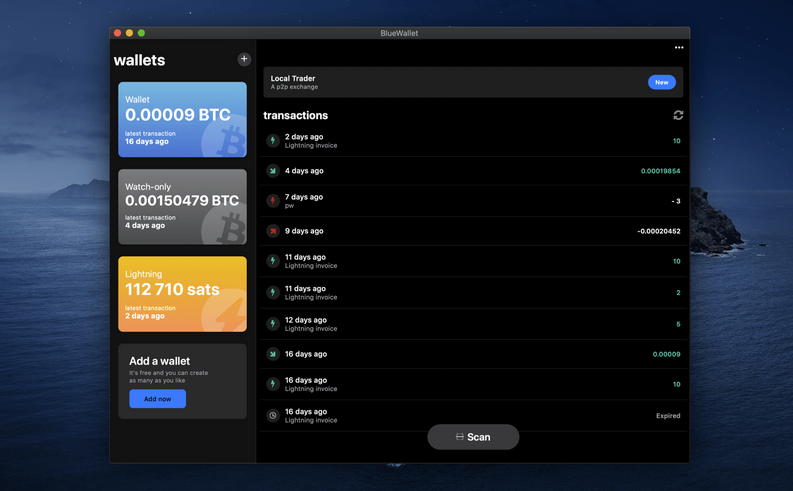 BlueWallet
wallets
+
Wallet
0.00009 BTC
latest transaction
16 days ago
Watch-only
0.00150479 BTC
latest transaction
4 days ago
Lightning
112 710 sats
latest transaction
2 days ago
Add a wallet
It's free and you can create
as many as you like
Add now
Local Trader
A p2p exchange
New
transactions
2 days ago
Lightning invoice
10
4 days ago
0.00019854
7 days ago
pw
- 3
9 days ago
-0.00020452
11 days ago
Lightning invoice
10
11 days ago
Lightning invoice
2
12 days ago
Lightning invoice
5
16 days ago
0.00009
16 days ago
Lightning invoice
10
16 days ago
Lightning invoice
Expired
Scan